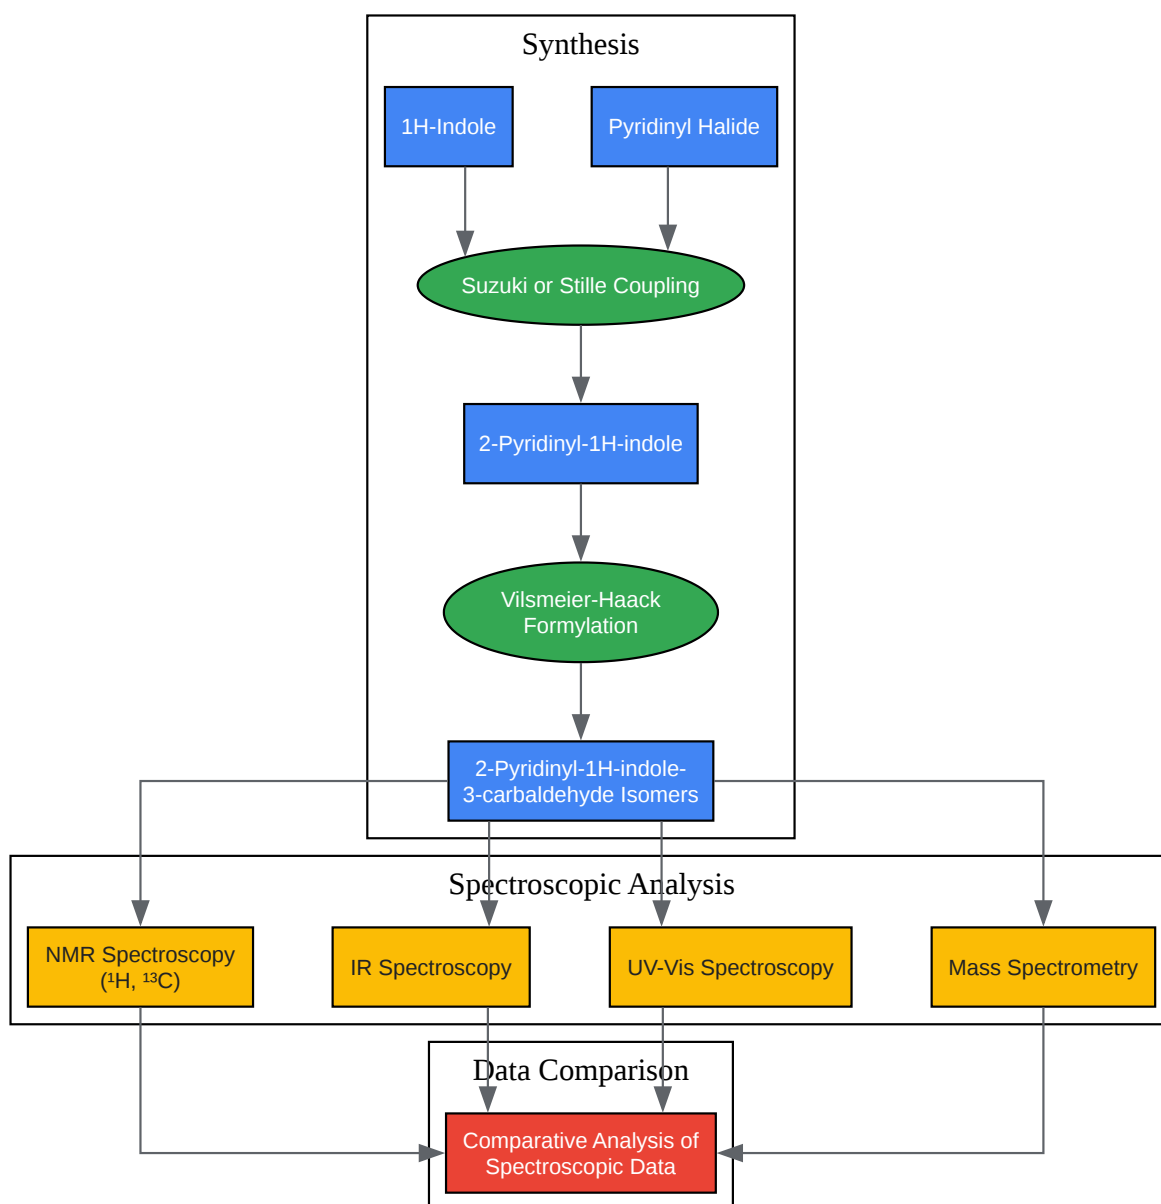 Synthesis
1H-Indole
Pyridinyl Halide
Suzuki or Stille Coupling
2-Pyridinyl-1H-indole
Vilsmeier-Haack
Formylation
2-Pyridinyl-1H-indole-
3-carbaldehyde Isomers
Spectroscopic Analysis
NMR Spectroscopy
(¹H, ¹³C)
IR Spectroscopy
UV-Vis Spectroscopy
Mass Spectrometry
Data Comparison
Comparative Analysis of
Spectroscopic Data